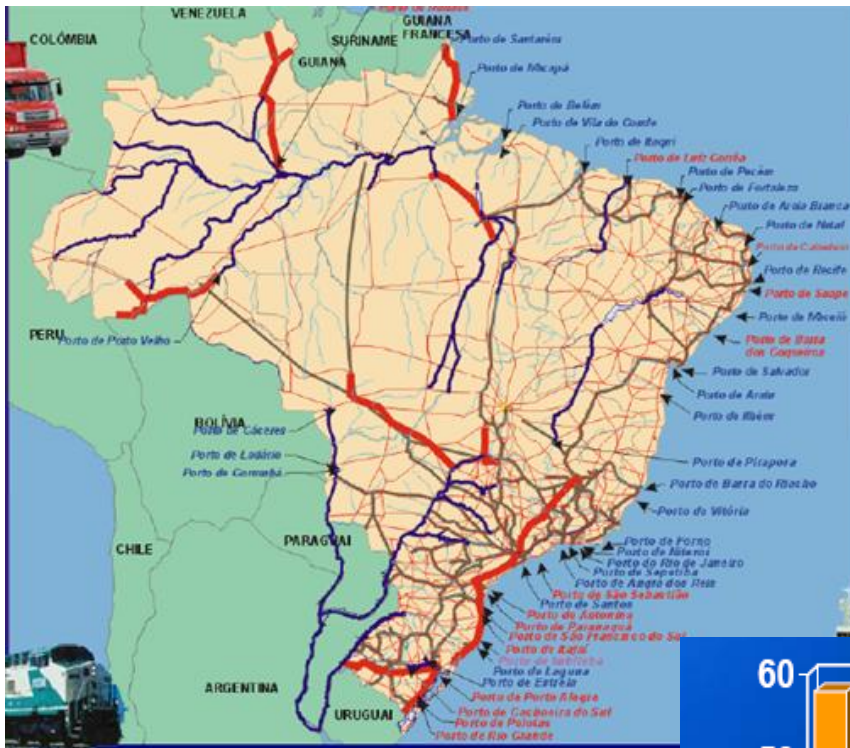 VENEZUELA
COLÔMBIA
SURINAME
GUIANA
FRANCESA
GUIANA
Porto de Santarém
Porto de Macapá
Porto de Belém
Porto de Vila do Conde
Porto de Itaqui
Porto de Luiz Corrêa
Porto de Pecém
Porto de Fortaleza
Porto de Areia Branca
Porto de Natal
Porto de Cabedelo
Porto de Recife
Porto de Suape
Porto de Maceió
Porto de Barra
dos Coqueiros
Porto de Salvador
Porto de Aratu
Porto de Ilhéus
PERU
Porto de Porto Velho
BOLÍVIA
Porto de Cáceres
Porto de Ladário
Porto de Corumbá
Porto de Pirapora
Porto de Barra do Riacho
Porto de Vitória
CHILE
PARAGUAI
Porto de Forno
Porto de Niterói
Porto do Rio de Janeiro
Porto de Sepetiba
Porto de Angra dos Reis
Porto de São Sebastião
Porto de Santos
Porto de Antonina
Porto de Paranaguá
Porto de São Francisco do Sul
Porto de Itajaí
Porto de Imbituba
Porto de Laguna
Porto de Estrela
Porto de Porto Alegre
Porto de Cachoeira do Sul
Porto de Pelotas
Porto de Rio Grande
ARGENTINA
URUGUAI
60